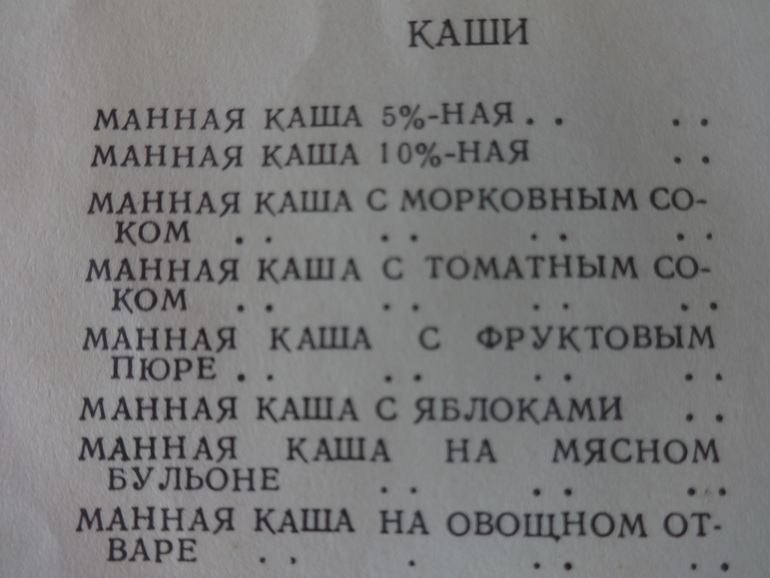 КАШИ
МАННАЯ КАША 5%-НАЯ . . . .
МАННАЯ КАША 10%-НАЯ . .
МАННАЯ КАША С МОРКОВНЫМ СО-
КОМ . . . . . . . .
МАННАЯ КАША С ТОМАТНЫМ СО-
КОМ . . . . . . . .
МАННАЯ КАША С ФРУКТОВЫМ
ПЮРЕ . . . . . . . .
МАННАЯ КАША С ЯБЛОКАМИ . .
МАННАЯ КАША НА МЯСНОМ
БУЛЬОНЕ . . . . . .
МАННАЯ КАША НА ОВОЩНОМ ОТ-
ВАРЕ . . . . . . .